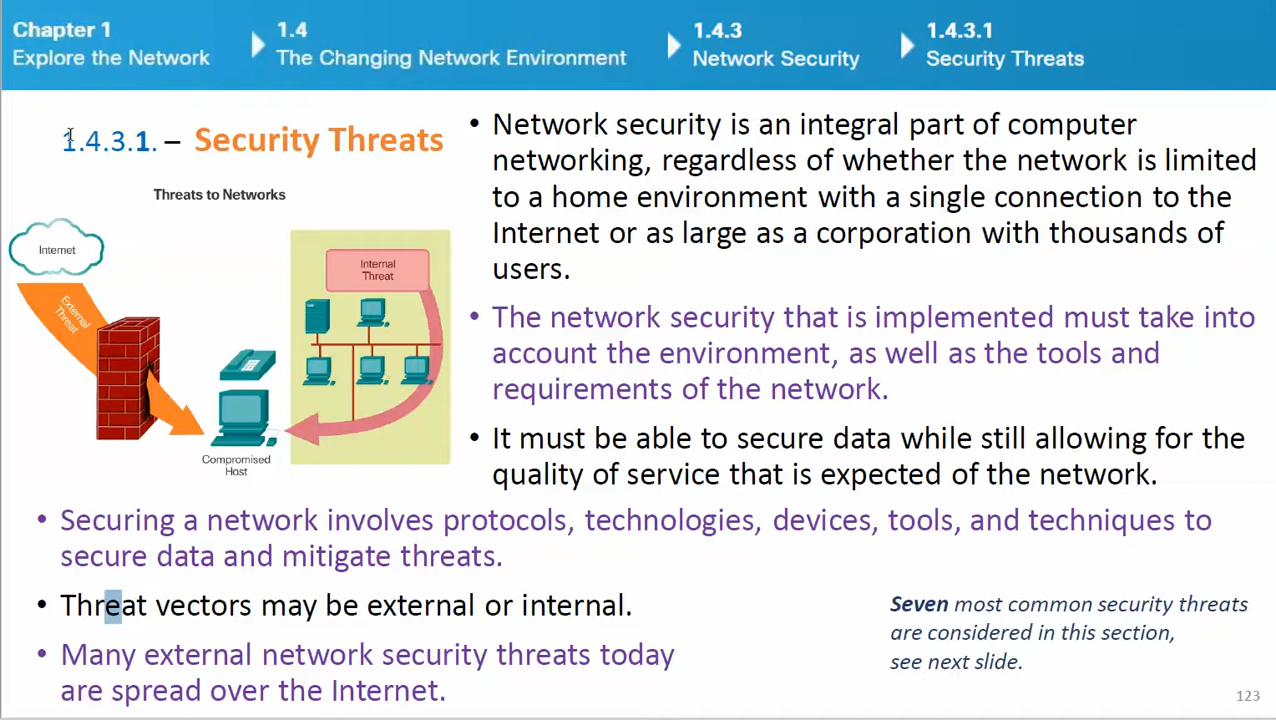 Chapter 1
Explore the Network
1.4
The Changing Network Environment
1.4.3
Network Security
1.4.3.1
Security Threats
1.4.3.1. – Security Threats
Threats to Networks
Internet
External
Threat
Internal
Threat
Compromised
Host
• Network security is an integral part of computer
networking, regardless of whether the network is limited
to a home environment with a single connection to the
Internet or as large as a corporation with thousands of
users.
• The network security that is implemented must take into
account the environment, as well as the tools and
requirements of the network.
• It must be able to secure data while still allowing for the
quality of service that is expected of the network.
• Securing a network involves protocols, technologies, devices, tools, and techniques to
secure data and mitigate threats.
• Threat vectors may be external or internal.
• Many external network security threats today
are spread over the Internet.
Seven most common security threats
are considered in this section,
see next slide.
123